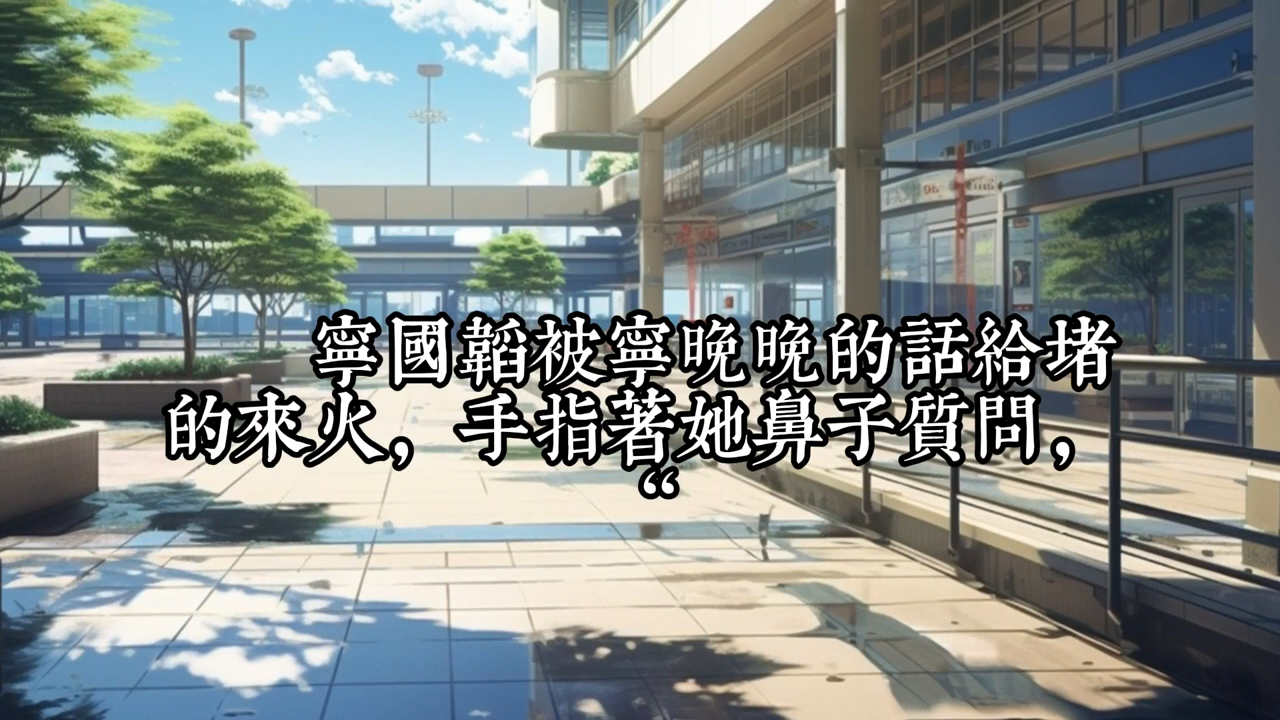 寧國韜被寧晚晚的話給堵
的來火，手指著她鼻子質問，
“